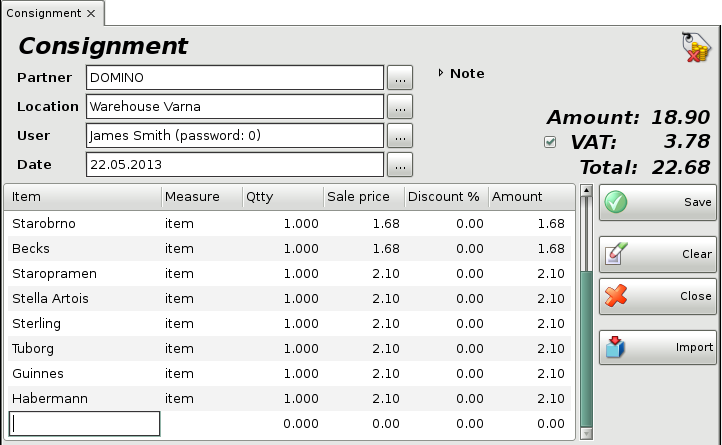 Consignment
Consignment
Partner DOMINO ...
Note
Location Warehouse Varna ...
User James Smith (password: 0) ...
Date 22.05.2013 ...
Amount: 18.90
VAT: 3.78
Total: 22.68
Item Measure Qtty Sale price Discount % Amount
Starobrno item 1.000 1.68 0.00 1.68
Becks item 1.000 1.68 0.00 1.68
Staropramen item 1.000 2.10 0.00 2.10
Stella Artois item 1.000 2.10 0.00 2.10
Sterling item 1.000 2.10 0.00 2.10
Tuborg item 1.000 2.10 0.00 2.10
Guinnes item 1.000 2.10 0.00 2.10
Habermann item 1.000 2.10 0.00 2.10
0.000 0.00 0.00 0.00
Save
Clear
Close
Import